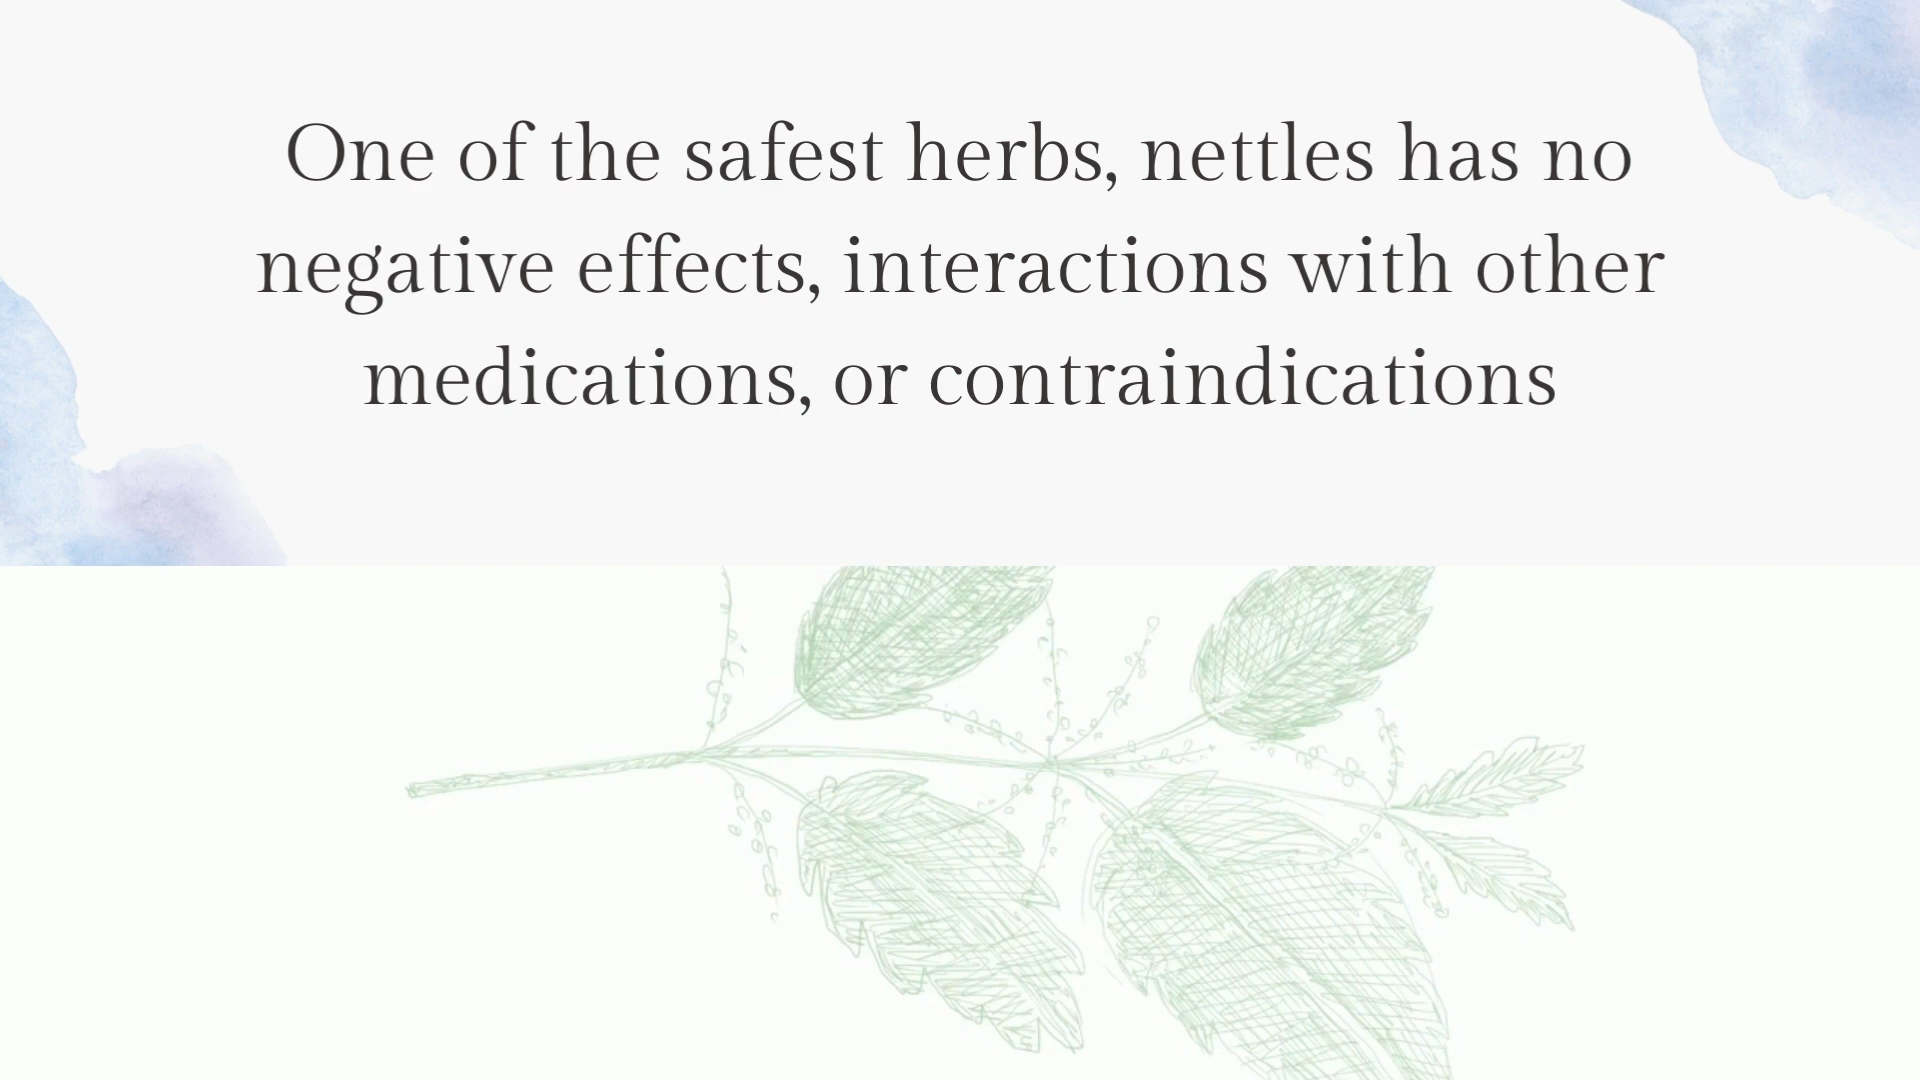 One of the safest herbs, nettles has no
negative effects, interactions with other
medications, or contraindications